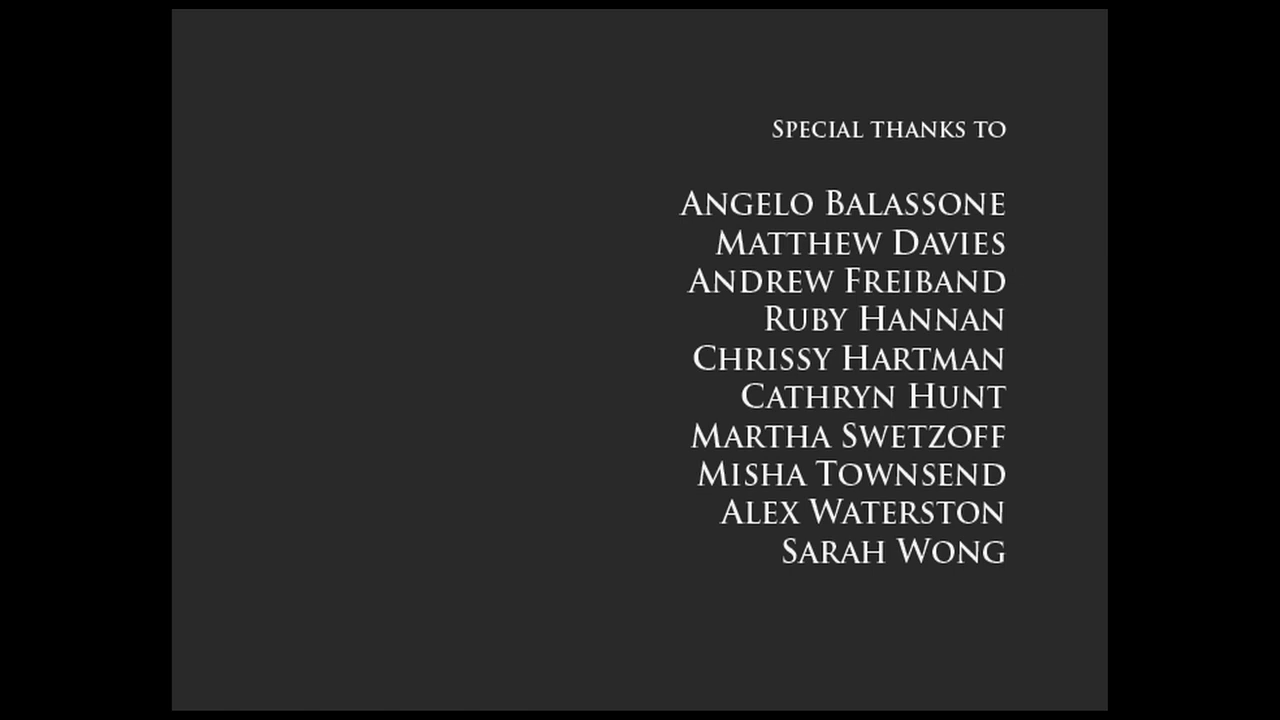 Special thanks to
Angelo Balassone
Matthew Davies
Andrew Freiband
Ruby Hannan
Chrissy Hartman
Cathryn Hunt
Martha Swetzoff
Misha Townsend
Alex Waterston
Sarah Wong